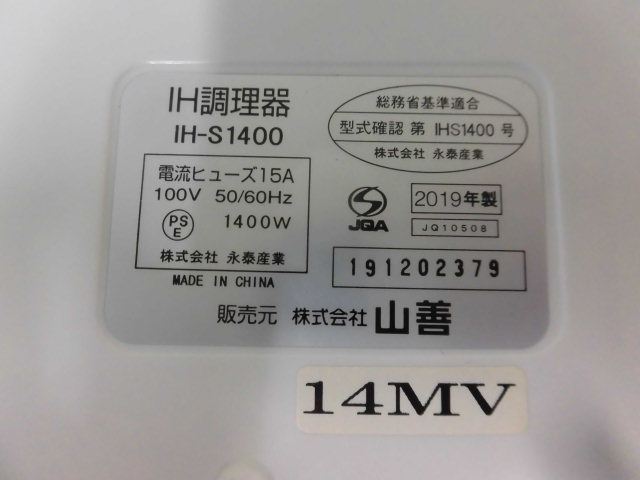 IH調理器
IH-S1400
総務省基準適合
型式確認 第 IHS1400 号
株式会社 永泰産業
電流ヒューズ15A
100V 50/60Hz
PS
E
1400W
株式会社 永泰産業
MADE IN CHINA
JQA
2019年製
JQ10508
191202379
販売元 株式会社 山善
14MV